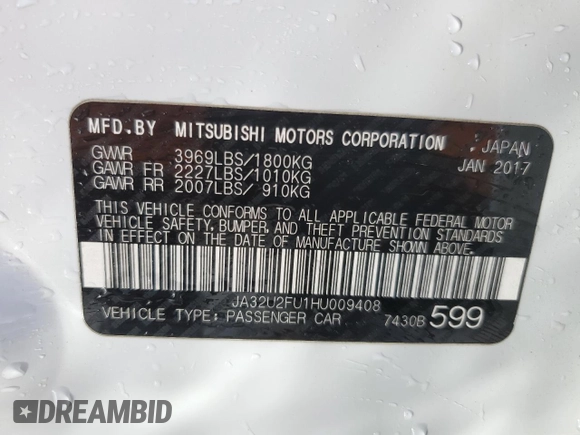 MFD.BY MITSUBISHI MOTORS CORPORATION JAPAN
GVWR 3969LBS/1800KG JAN 2017
GAWR FR 2227LBS/1010KG
GAWR RR 2007LBS/ 910KG
THIS VEHICLE CONFORMS TO ALL APPLICABLE FEDERAL MOTOR
VEHICLE SAFETY, BUMPER, AND THEFT PREVENTION STANDARDS
IN EFFECT ON THE DATE OF MANUFACTURE SHOWN ABOVE.
JA32U2FU1HU009408
VEHICLE TYPE: PASSENGER CAR 7430B 599
DREAMBID